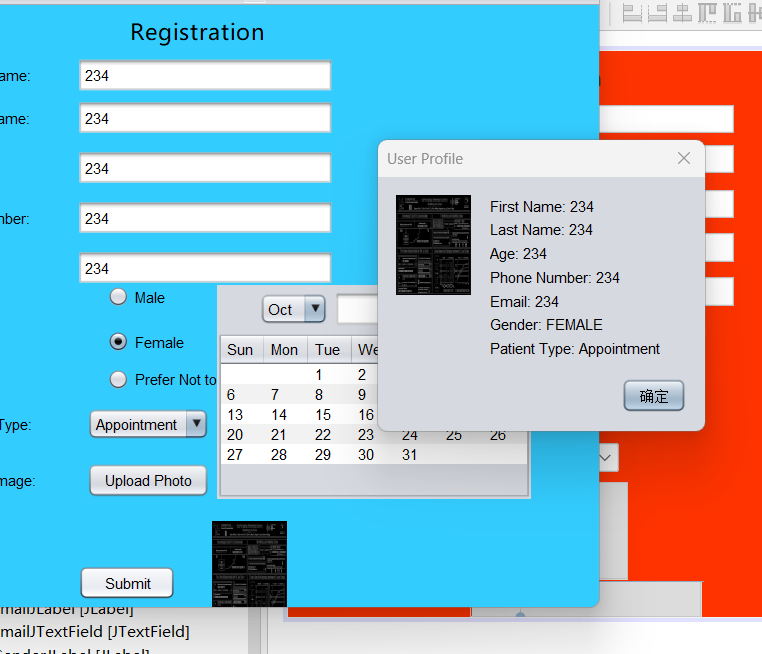 Registration
ame:
234
ame:
234
234
mber:
234
234
Male
Female
Prefer Not to
Type:
Appointment
mage:
Upload Photo
Submit
Oct
Sun Mon Tue We
1 2
6 7 8 9
13 14 15 16
20 21 22 23 24 25 26
27 28 29 30 31
User Profile
First Name: 234
Last Name: 234
Age: 234
Phone Number: 234
Email: 234
Gender: FEMALE
Patient Type: Appointment
确定
mailJLabel [JLabel]
mailJTextField [JTextField]